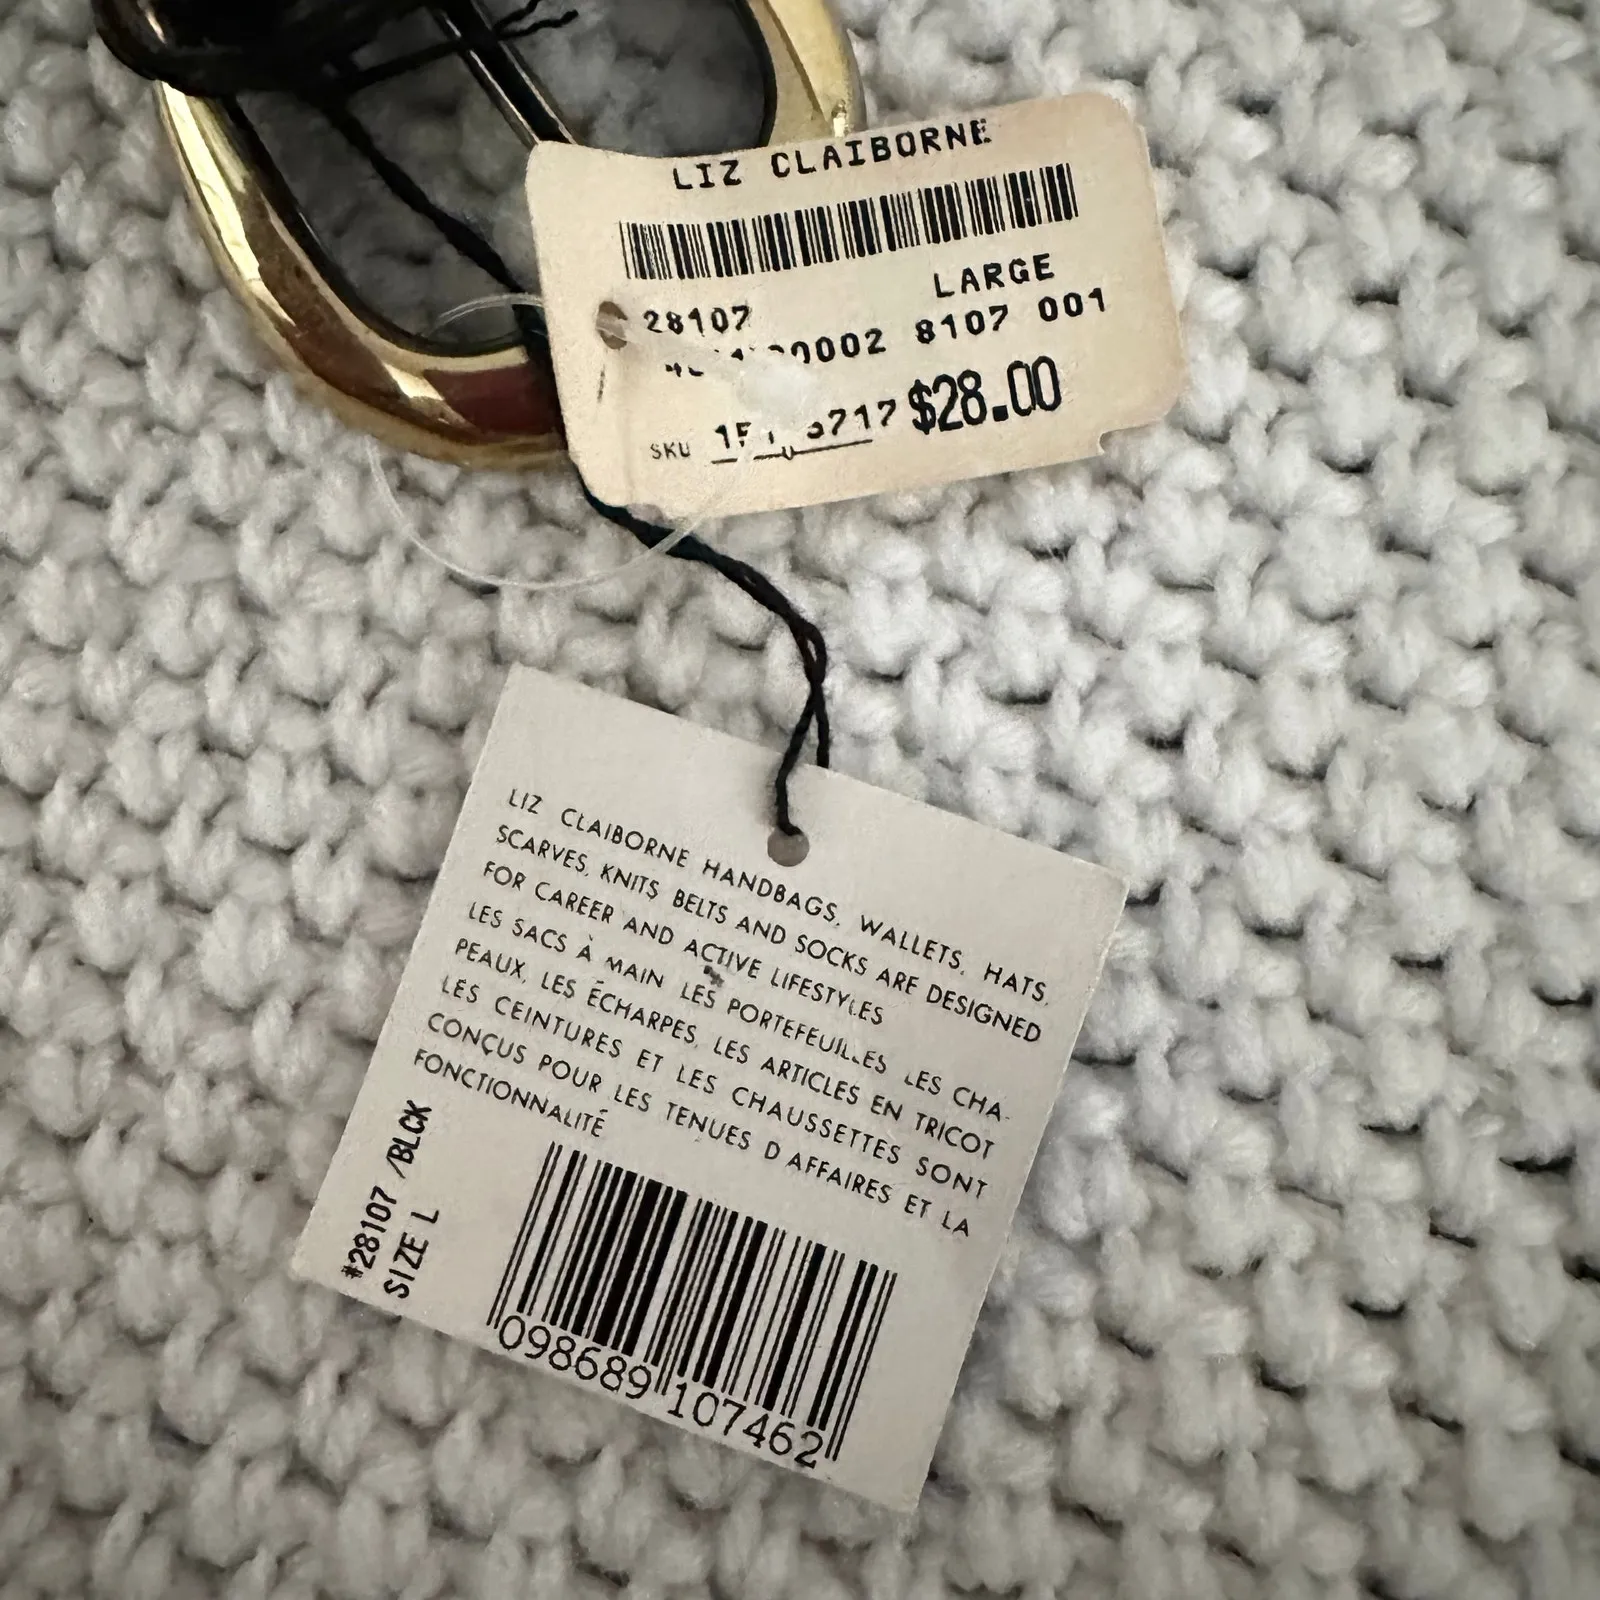 LIZ CLAIBORNE
LARGE
28107
8107 001
SKU $28.00
LIZ CLAIBORNE HANDBAGS, WALLETS, HATS,
SCARVES, KNITS BELTS AND SOCKS ARE DESIGNED
FOR CAREER AND ACTIVE LIFESTYLES
LES SACS À MAIN LES PORTEFEUILLES LES CHA-
PEAUX, LES ÉCHARPES, LES ARTICLES EN TRICOT
LES CEINTURES ET LES CHAUSSETTES SONT
CONÇUS POUR LES TENUES D AFFAIRES ET LA
FONCTIONNALITÉ
#28107 /BLCK
SIZE L
098689 107462